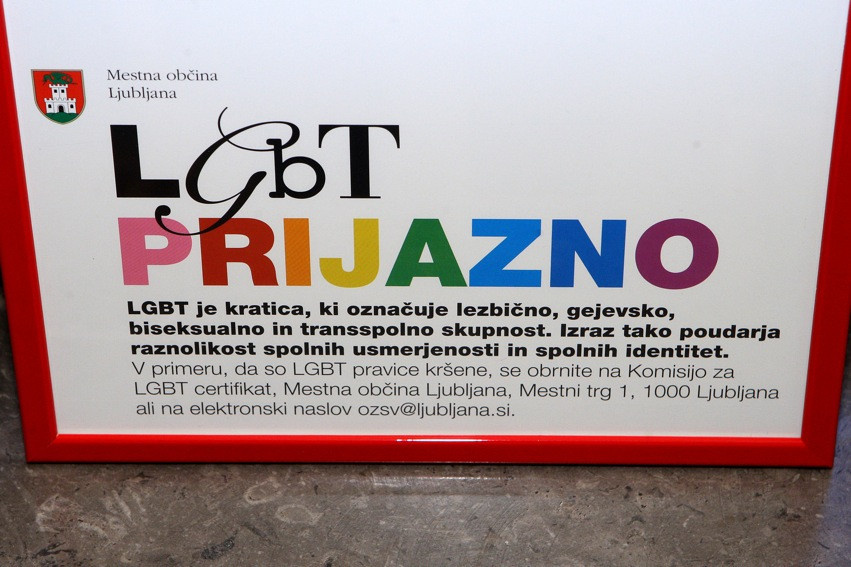 Mestna občina
Ljubljana
LGbT
PRIJAZNO
LGBT je kratica, ki označuje lezbično, gejevsko,
biseksualno in transspolno skupnost. Izraz tako poudarja
raznolikost spolnih usmerjenosti in spolnih identitet.
V primeru, da so LGBT pravice kršene, se obrnite na Komisijo za
LGBT certifikat, Mestna občina Ljubljana, Mestni trg 1, 1000 Ljubljana
ali na elektronski naslov ozsv@ljubljana.si.